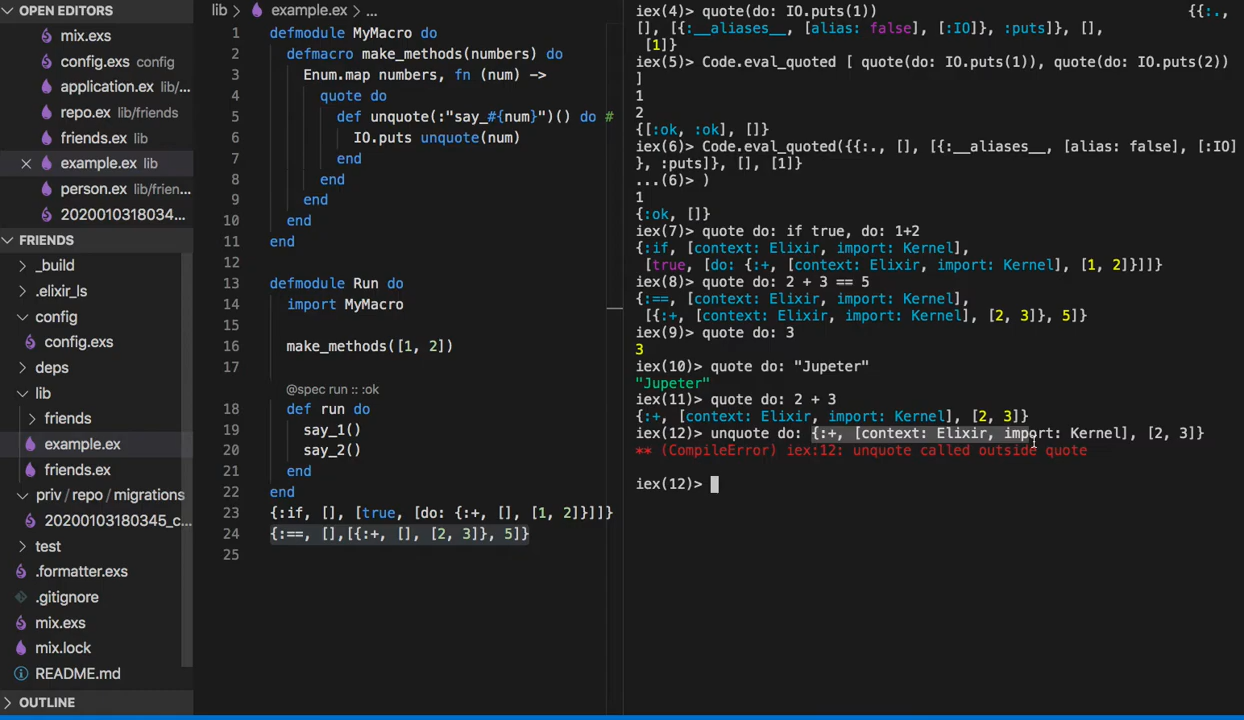 OPEN EDITORS
mix.exs
config.exs config
application.ex lib/...
repo.ex lib/friends
friends.ex lib
example.ex lib
person.ex lib/frien...
2020010318034...
FRIENDS
_build
.elixir_ls
config
config.exs
deps
lib
friends
example.ex
friends.ex
priv / repo / migrations
20200103180345_c...
test
.formatter.exs
.gitignore
mix.exs
mix.lock
README.md
OUTLINE
lib > example.ex > ...
1 defmodule MyMacro do
2 defmacro make_methods(numbers) do
3 Enum.map numbers, fn (num) ->
4 quote do
5 def unquote(:"say_#{num}")() do #
6 IO.puts unquote(num)
7 end
8 end
9 end
10 end
11 end
12
13 defmodule Run do
14 import MyMacro
15
16 make_methods([1, 2])
17
@spec run :: :ok
18 def run do
19 say_1()
20 say_2()
21 end
22 end
23 {:if, [], [true, [do: {:+, [], [1, 2]}]]}
24 {:==, [],[{:+, [], [2, 3]}, 5]}
25
iex(4)> quote(do: IO.puts(1)) {{:.,
[], [{:__aliases__, [alias: false], [:IO]}, :puts]}, [],
[1]}
iex(5)> Code.eval_quoted [ quote(do: IO.puts(1)), quote(do: IO.puts(2))
]
1
2
{[:ok, :ok], []}
iex(6)> Code.eval_quoted({{:., [], [{:__aliases__, [alias: false], [:IO]
}, :puts]}, [], [1]}
...(6)> )
1
{:ok, []}
iex(7)> quote do: if true, do: 1+2
{:if, [context: Elixir, import: Kernel],
[true, [do: {:+, [context: Elixir, import: Kernel], [1, 2]}]]}
iex(8)> quote do: 2 + 3 == 5
{:==, [context: Elixir, import: Kernel],
[{:+, [context: Elixir, import: Kernel], [2, 3]}, 5]}
iex(9)> quote do: 3
3
iex(10)> quote do: "Jupeter"
"Jupeter"
iex(11)> quote do: 2 + 3
{:+, [context: Elixir, import: Kernel], [2, 3]}
iex(12)> unquote do: {:+, [context: Elixir, import: Kernel], [2, 3]}
** (CompileError) iex:12: unquote called outside quote
iex(12)>